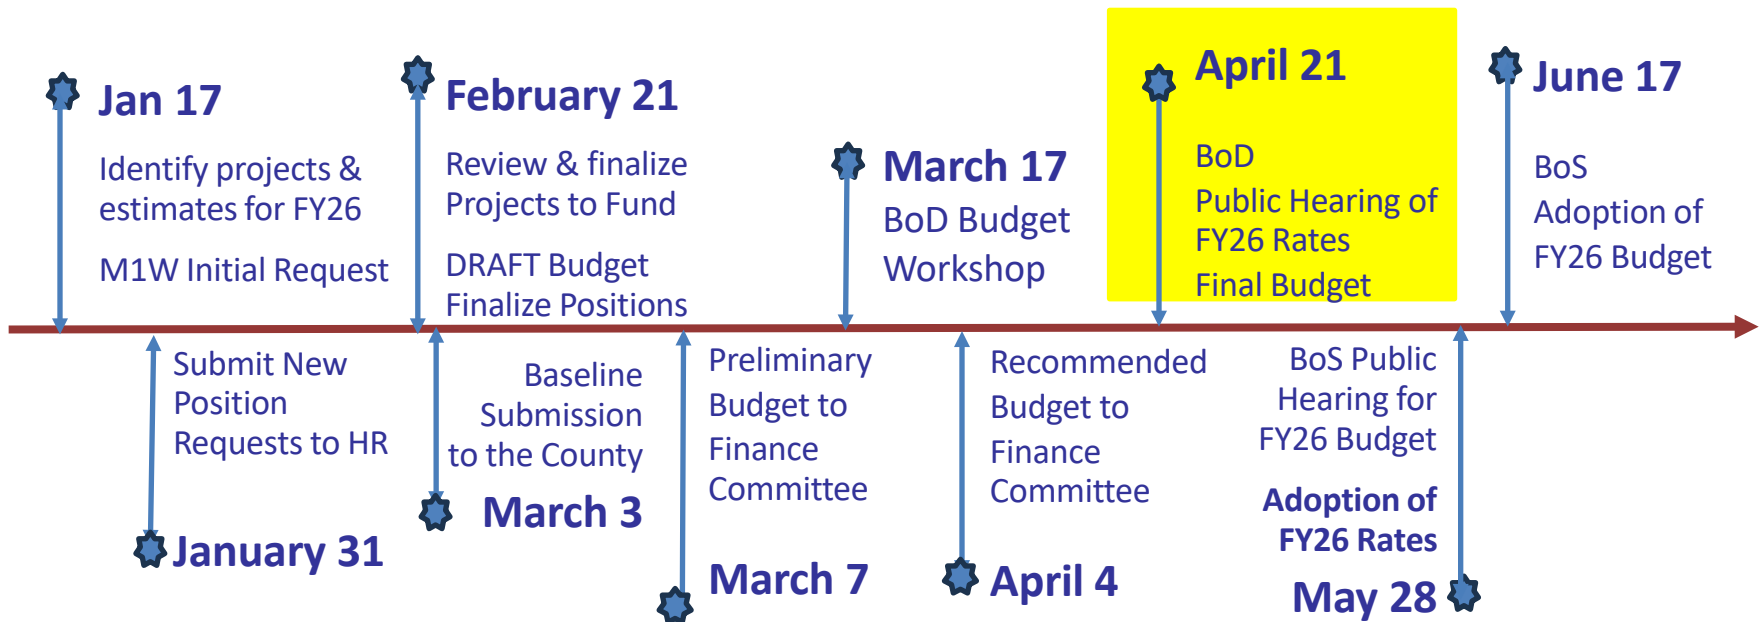 Jan 17
Identify projects &
estimates for FY26
M1W Initial Request
February 21
Review & finalize
Projects to Fund
DRAFT Budget
Finalize Positions
March 17
BoD Budget
Workshop
April 21
BoD
Public Hearing of
FY26 Rates
Final Budget
June 17
BoS
Adoption of
FY26 Budget
Submit New
Position
Requests to HR
January 31
Baseline
Submission
to the County
March 3
Preliminary
Budget to
Finance
Committee
March 7
Recommended
Budget to
Finance
Committee
April 4
BoS Public
Hearing for
FY26 Budget
Adoption of
FY26 Rates
May 28